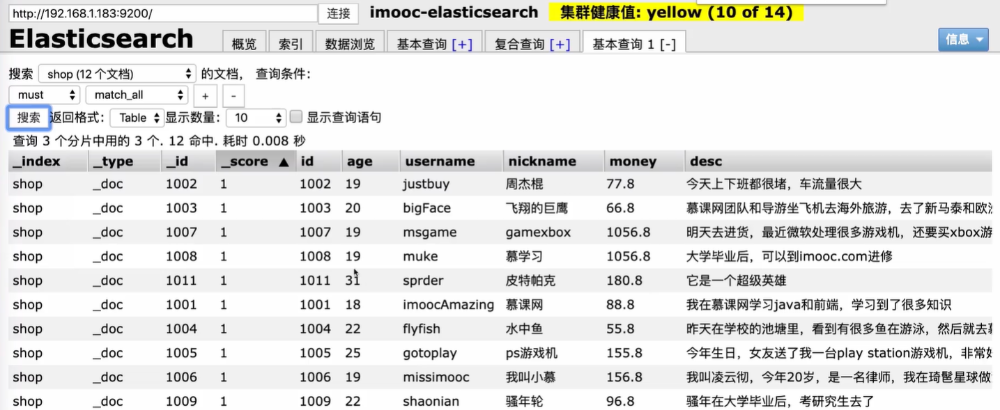 http://192.168.1.183:9200/ 连接 imooc-elasticsearch 集群健康值: yellow (10 of 14)
Elasticsearch 概览 索引 数据浏览 基本查询 [+] 复合查询 [+] 基本查询 1 [-] 信息
搜索 shop (12 个文档) 的文档， 查询条件:
must match_all + -
搜索 返回格式: Table 显示数量: 10 显示查询语句
查询 3 个分片中用的 3 个. 12 命中. 耗时 0.008 秒
_index _type _id _score ▲ id age username nickname money desc
shop _doc 1002 1 1002 19 justbuy 周杰棍 77.8 今天上下班都很堵，车流量很大
shop _doc 1003 1 1003 20 bigFace 飞翔的巨鹰 66.8 慕课网团队和导游坐飞机去海外旅游，去了新马泰和欧洲
shop _doc 1007 1 1007 19 msgame gamexbox 1056.8 明天去进货，最近微软处理很多游戏机，还要买xbox游
shop _doc 1008 1 1008 19 muke 慕学习 1056.8 大学毕业后，可以到imooc.com进修
shop _doc 1011 1 1011 31 sprder 皮特帕克 180.8 它是一个超级英雄
shop _doc 1001 1 1001 18 imoocAmazing 慕课网 88.8 我在慕课网学习java和前端，学习到了很多知识
shop _doc 1004 1 1004 22 flyfish 水中鱼 55.8 昨天在学校的池塘里，看到有很多鱼在游泳，然后就去慕
shop _doc 1005 1 1005 25 gotoplay ps游戏机 155.8 今年生日，女友送了我一台play station游戏机，非常好
shop _doc 1006 1 1006 19 missimooc 我叫小慕 156.8 我叫凌云彻，今年20岁，是一名律师，我在琦䯲星球做
shop _doc 1009 1 1009 22 shaonian 骚年轮 96.8 骚年在大学毕业后，考研究生去了